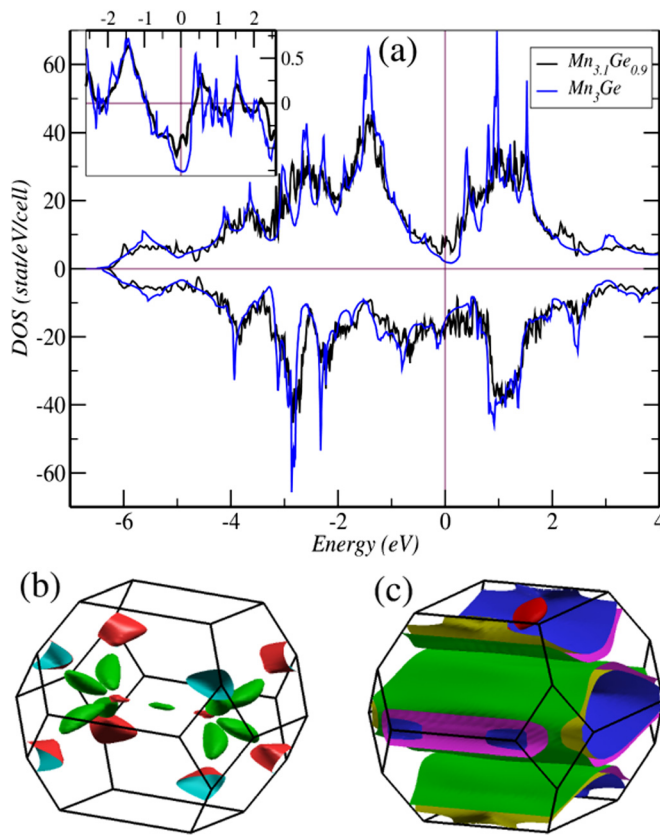 -2 -1 0 1 2
(a)
0.5
0
Mn3.1Ge0.9
Mn3Ge
60
40
20
0
-20
-40
-60
DOS (stat/eV/cell)
-6 -4 -2 0 2 4
Energy (eV)
(b)
(c)